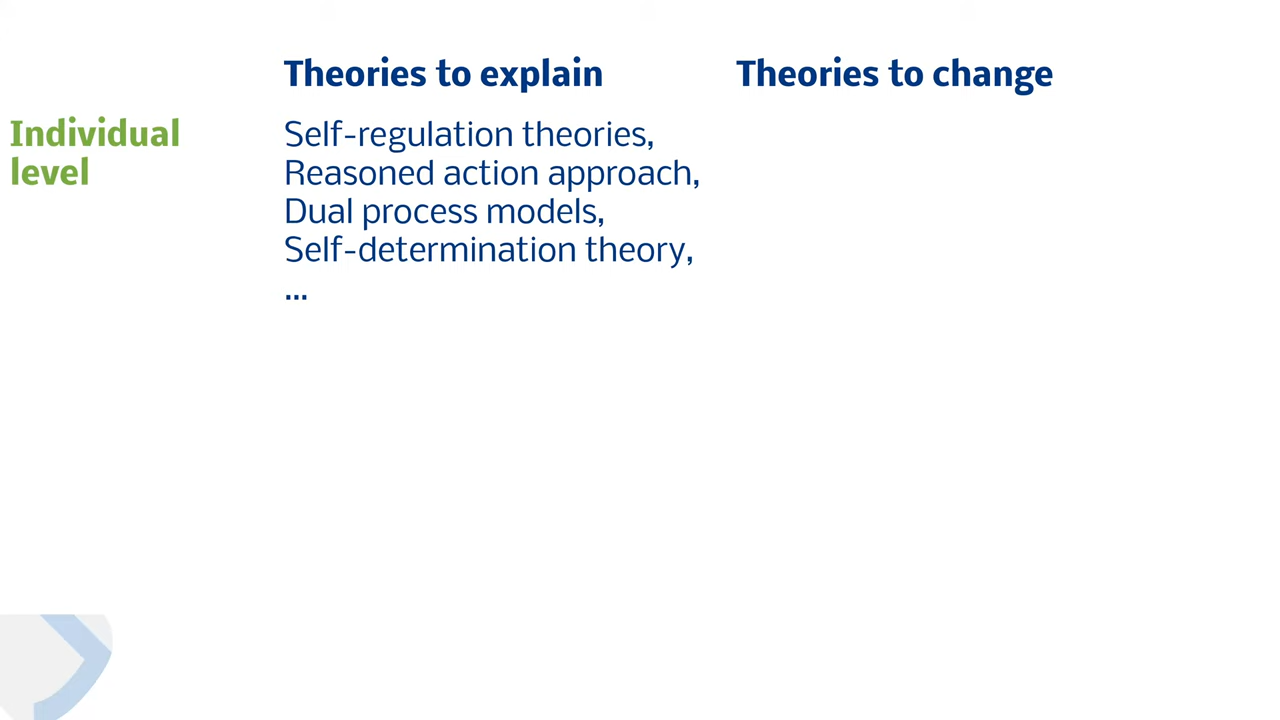 Theories to explain
Theories to change
Individual
level
Self-regulation theories,
Reasoned action approach,
Dual process models,
Self-determination theory,
...